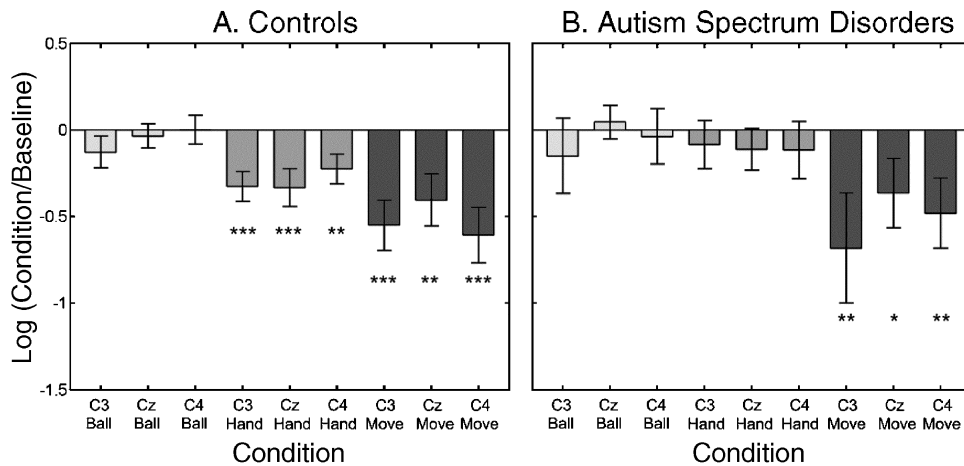 A. Controls
B. Autism Spectrum Disorders
Log (Condition/Baseline)
0.5
0
-0.5
-1
-1.5
*** *** **
*** ** ***
** * **
C3 Cz C4 C3 Cz C4 C3 Cz C4
Ball Ball Ball Hand Hand Hand Move Move Move
Condition
C3 Cz C4 C3 Cz C4 C3 Cz C4
Ball Ball Ball Hand Hand Hand Move Move Move
Condition